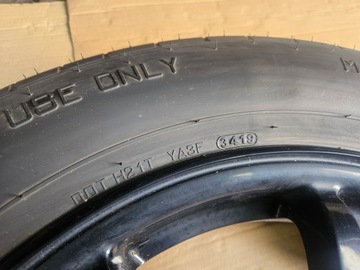 USE ONLY M
DOT H21T YA3F 3419